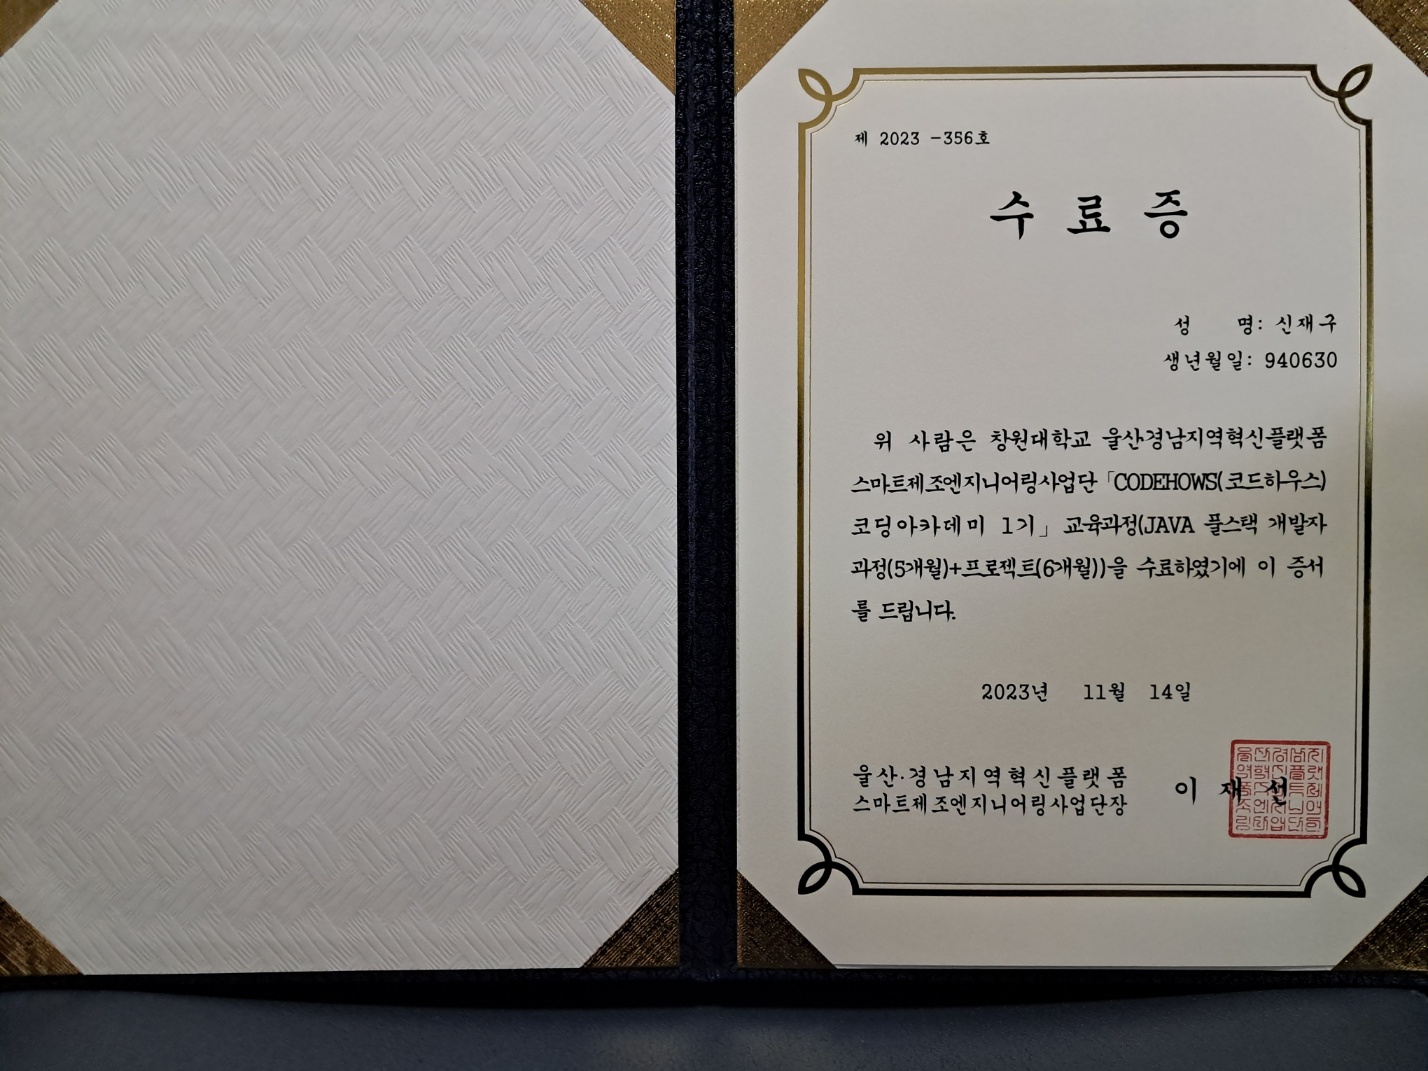 제 2023 -356호
수 료 증
성 명: 신재구
생년월일: 940630
위 사람은 창원대학교 울산경남지역혁신플랫폼
스마트제조엔지니어링사업단 「CODEHOWS(코드하우스)
코딩아카데미 1기」 교육과정(JAVA 풀스택 개발자
과정(5개월)+프로젝트(6개월))을 수료하였기에 이 증서
를 드립니다.
2023년 11월 14일
울산·경남지역혁신플랫폼
스마트제조엔지니어링사업단장
이 재 선